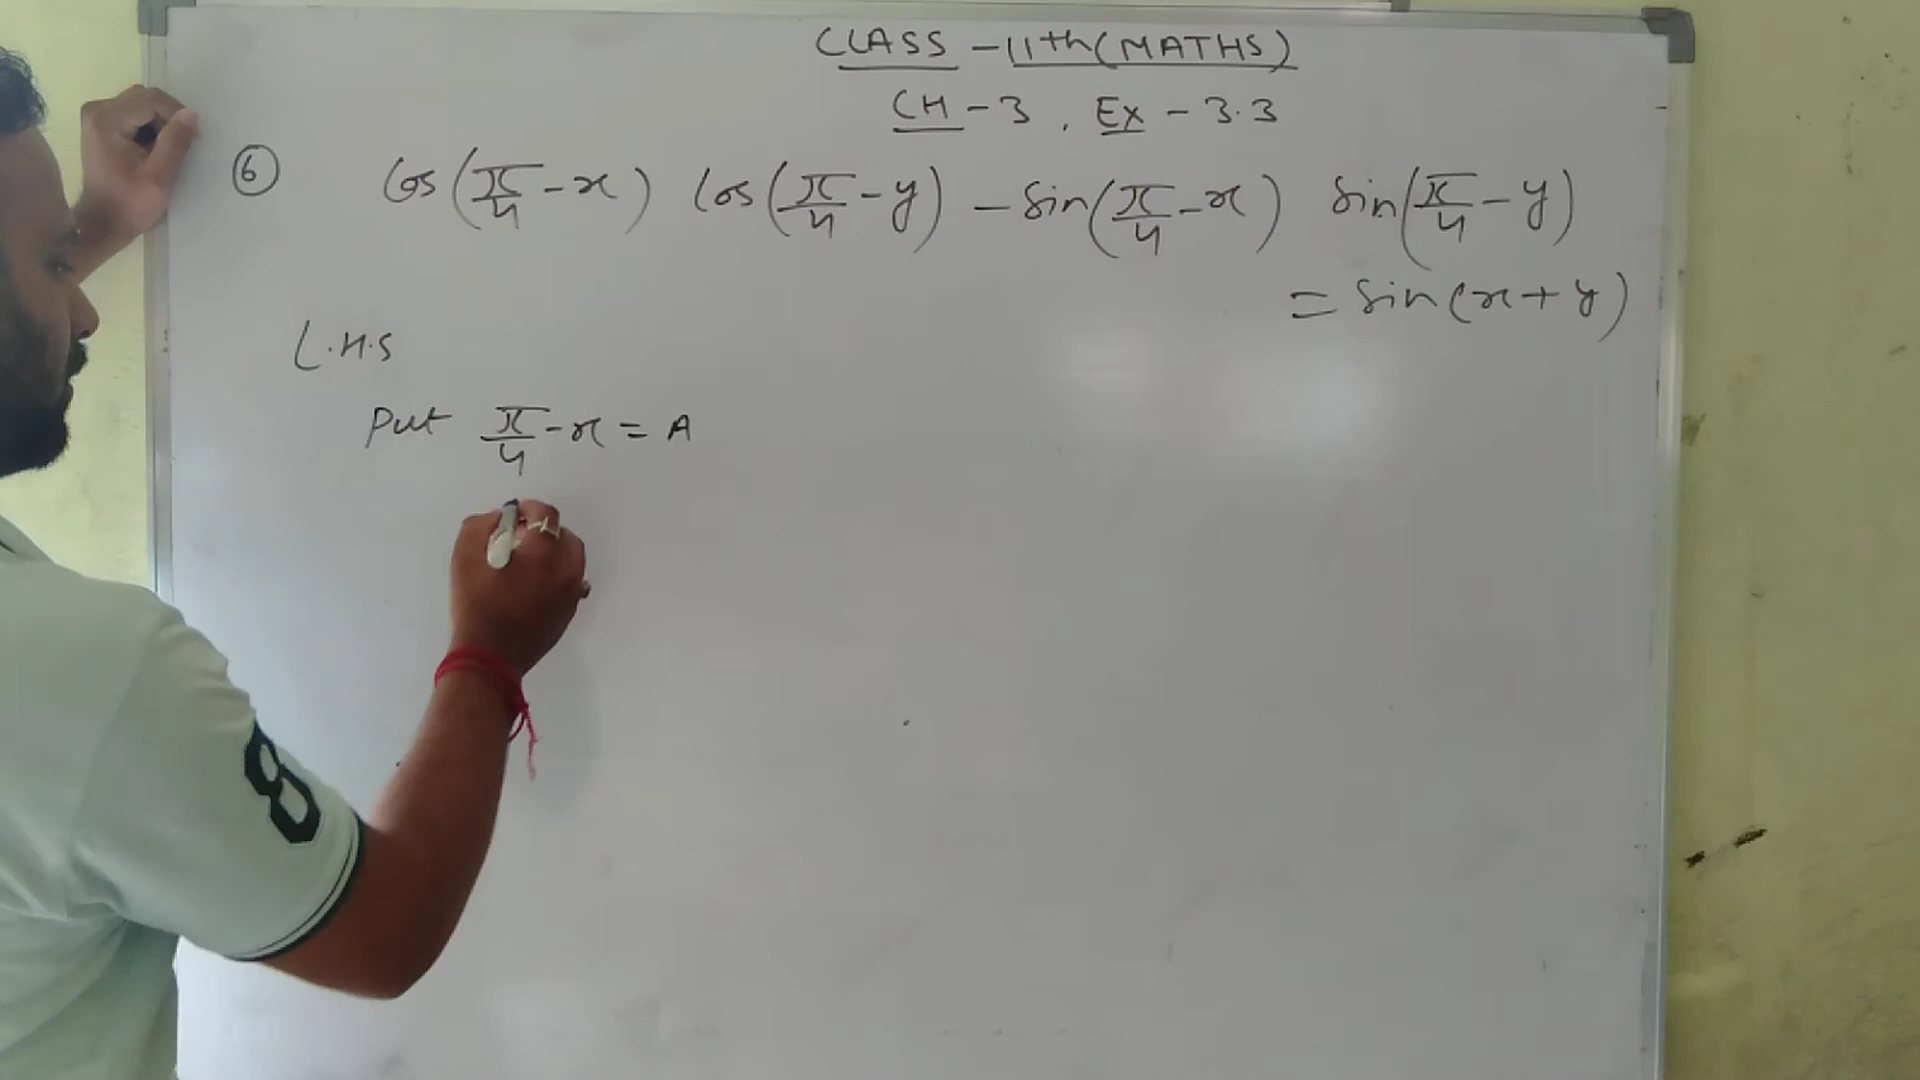 CLASS - 11th (MATHS)
CH - 3 , Ex - 3.3
⑥ Cos(π/4 - x) Cos(π/4 - y) - Sin(π/4 - x) Sin(π/4 - y)
= Sin(x + y)
L.H.S
Put π/4 - x = A
8